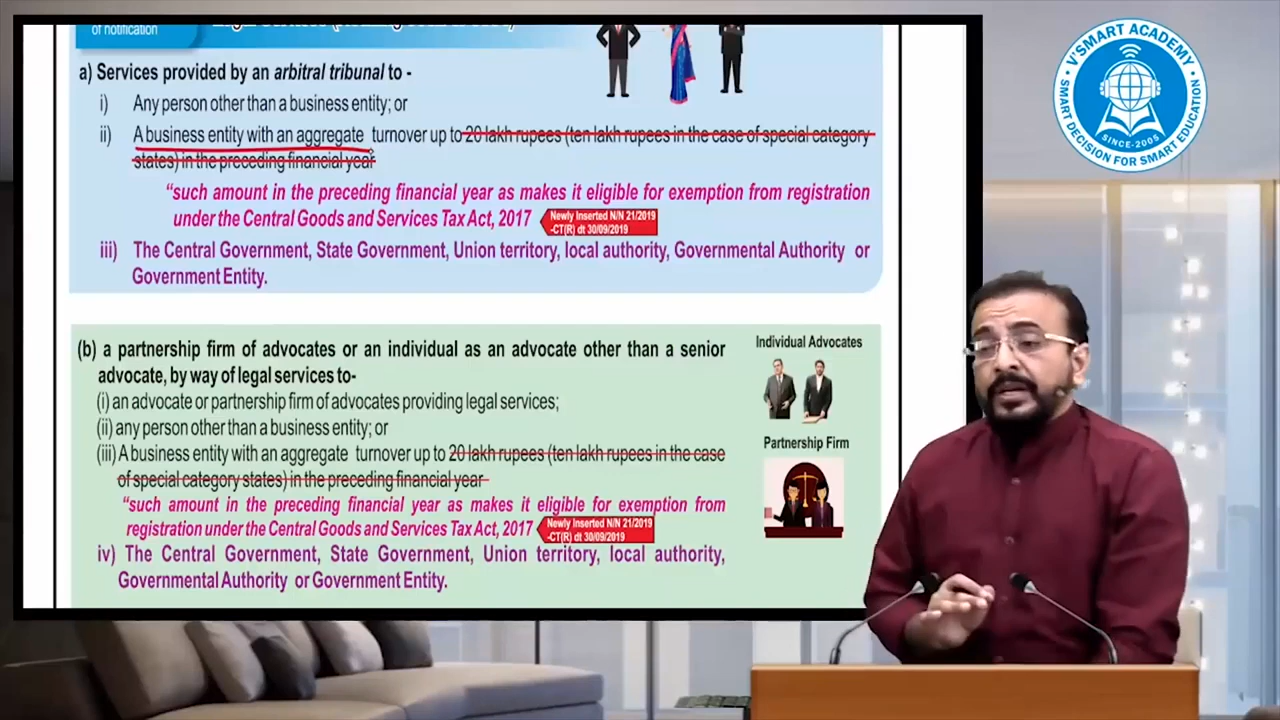 of notification
a) Services provided by an arbitral tribunal to -
i) Any person other than a business entity; or
ii) A business entity with an aggregate turnover up to 20 lakh rupees (ten lakh rupees in the case of special category
states) in the preceding financial year
“such amount in the preceding financial year as makes it eligible for exemption from registration
under the Central Goods and Services Tax Act, 2017
Newly Inserted N/N 21/2019
-CT(R) dt 30/09/2019
iii) The Central Government, State Government, Union territory, local authority, Governmental Authority or
Government Entity.
(b) a partnership firm of advocates or an individual as an advocate other than a senior
advocate, by way of legal services to-
(i) an advocate or partnership firm of advocates providing legal services;
(ii) any person other than a business entity; or
(iii) A business entity with an aggregate turnover up to 20 lakh rupees (ten lakh rupees in the case
of special category states) in the preceding financial year
“such amount in the preceding financial year as makes it eligible for exemption from
registration under the Central Goods and Services Tax Act, 2017
Newly Inserted N/N 21/2019
-CT(R) dt 30/09/2019
iv) The Central Government, State Government, Union territory, local authority,
Governmental Authority or Government Entity.
Individual Advocates
Partnership Firm
V'SMART ACADEMY
SMART DECISION FOR SMART EDUCATION
SINCE-2005